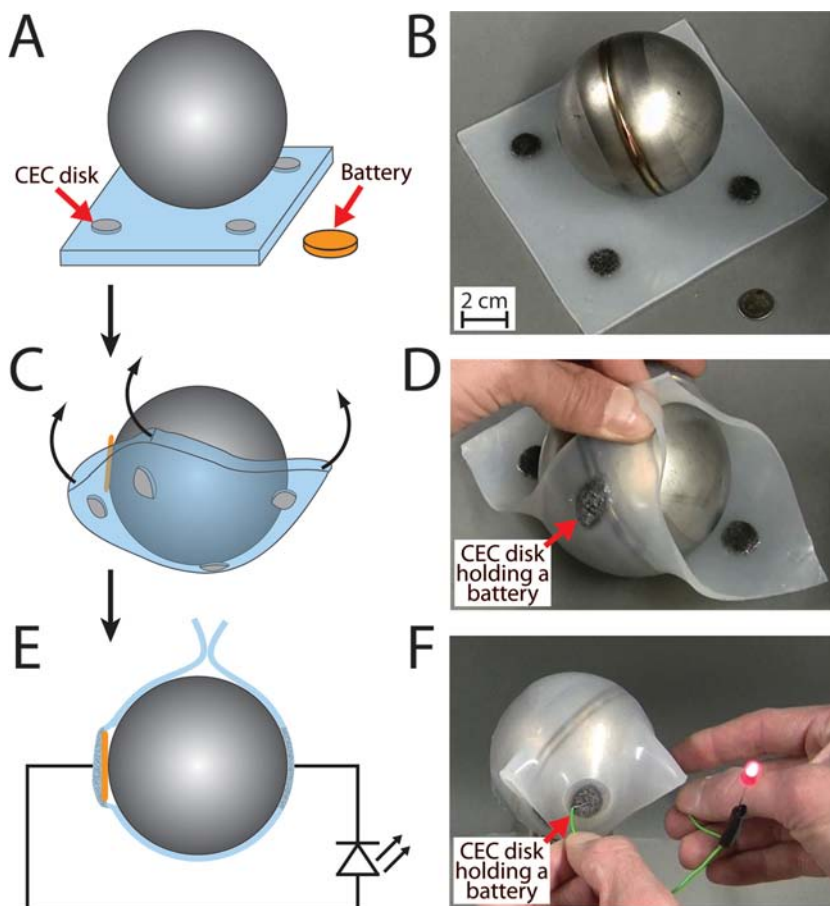 A
CEC disk
Battery
B
2 cm
C
D
CEC disk
holding a
battery
E
F
CEC disk
holding a
battery